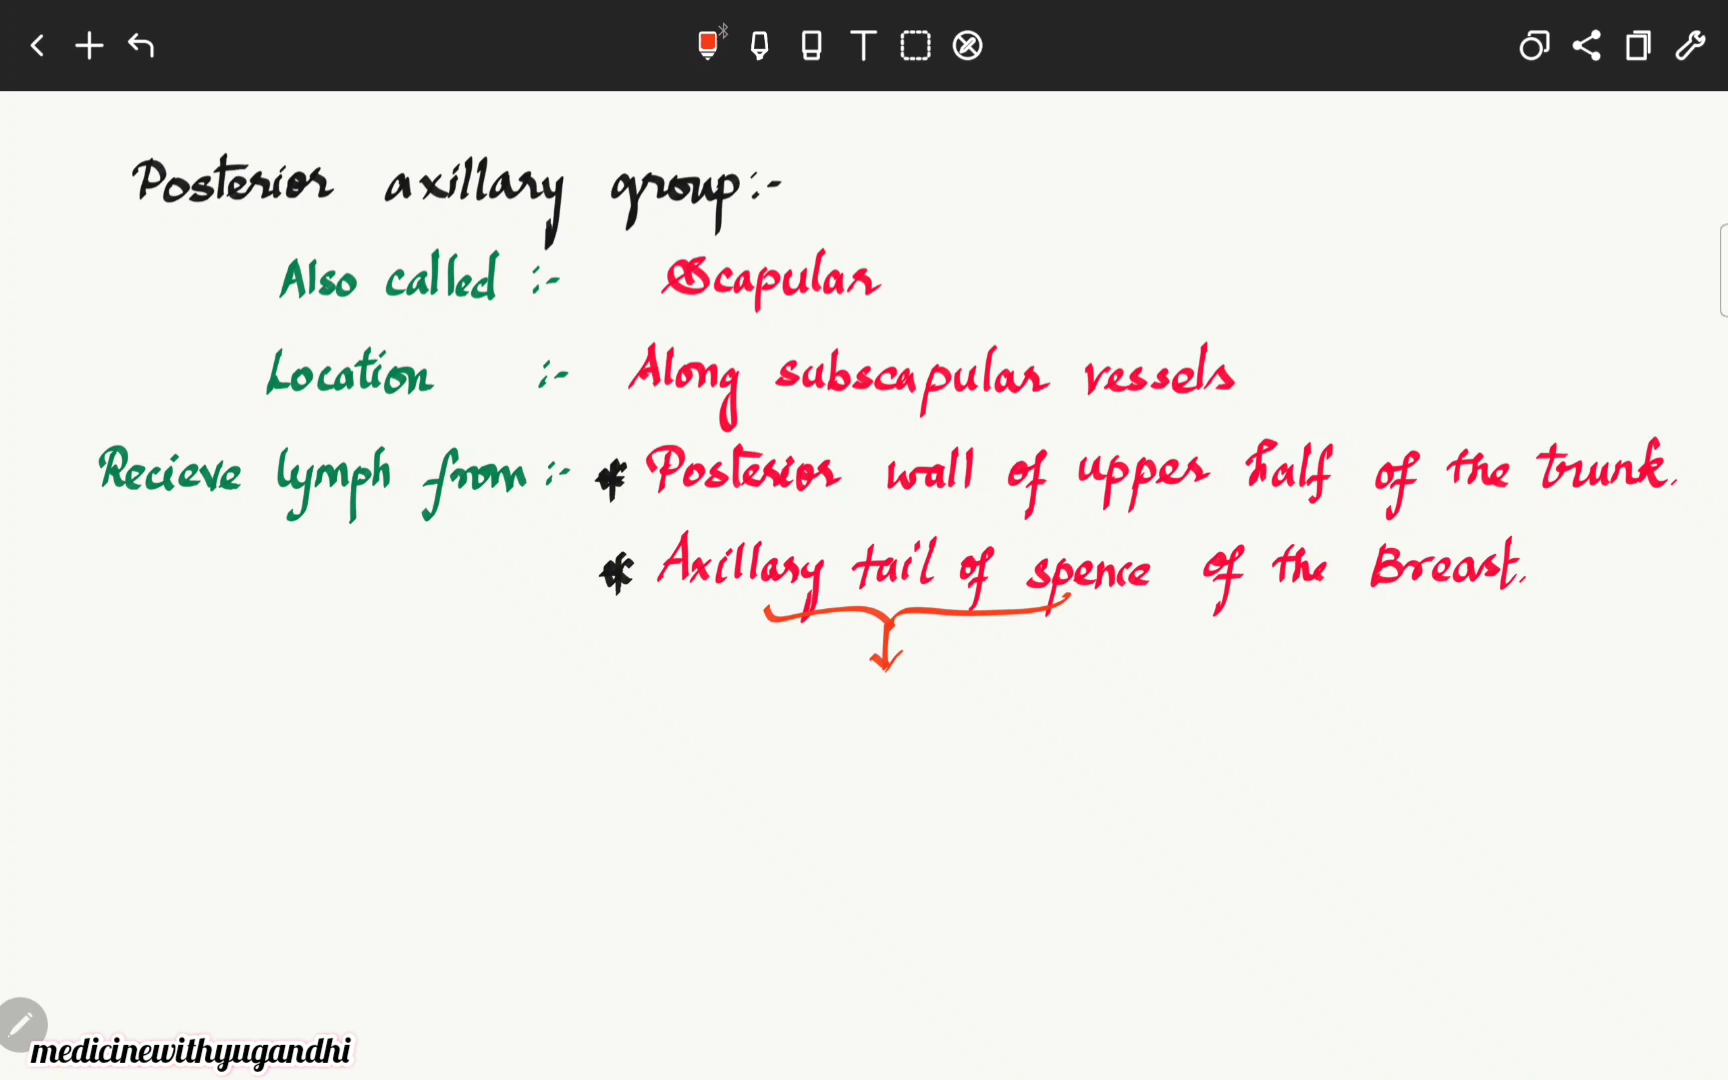 Posterior axillary group:-
Also called :- Scapular
Location :- Along subscapular vessels
Recieve lymph from :- * Posterior wall of upper half of the trunk.
* Axillary tail of spence of the Breast.
medicinewithyugandhi